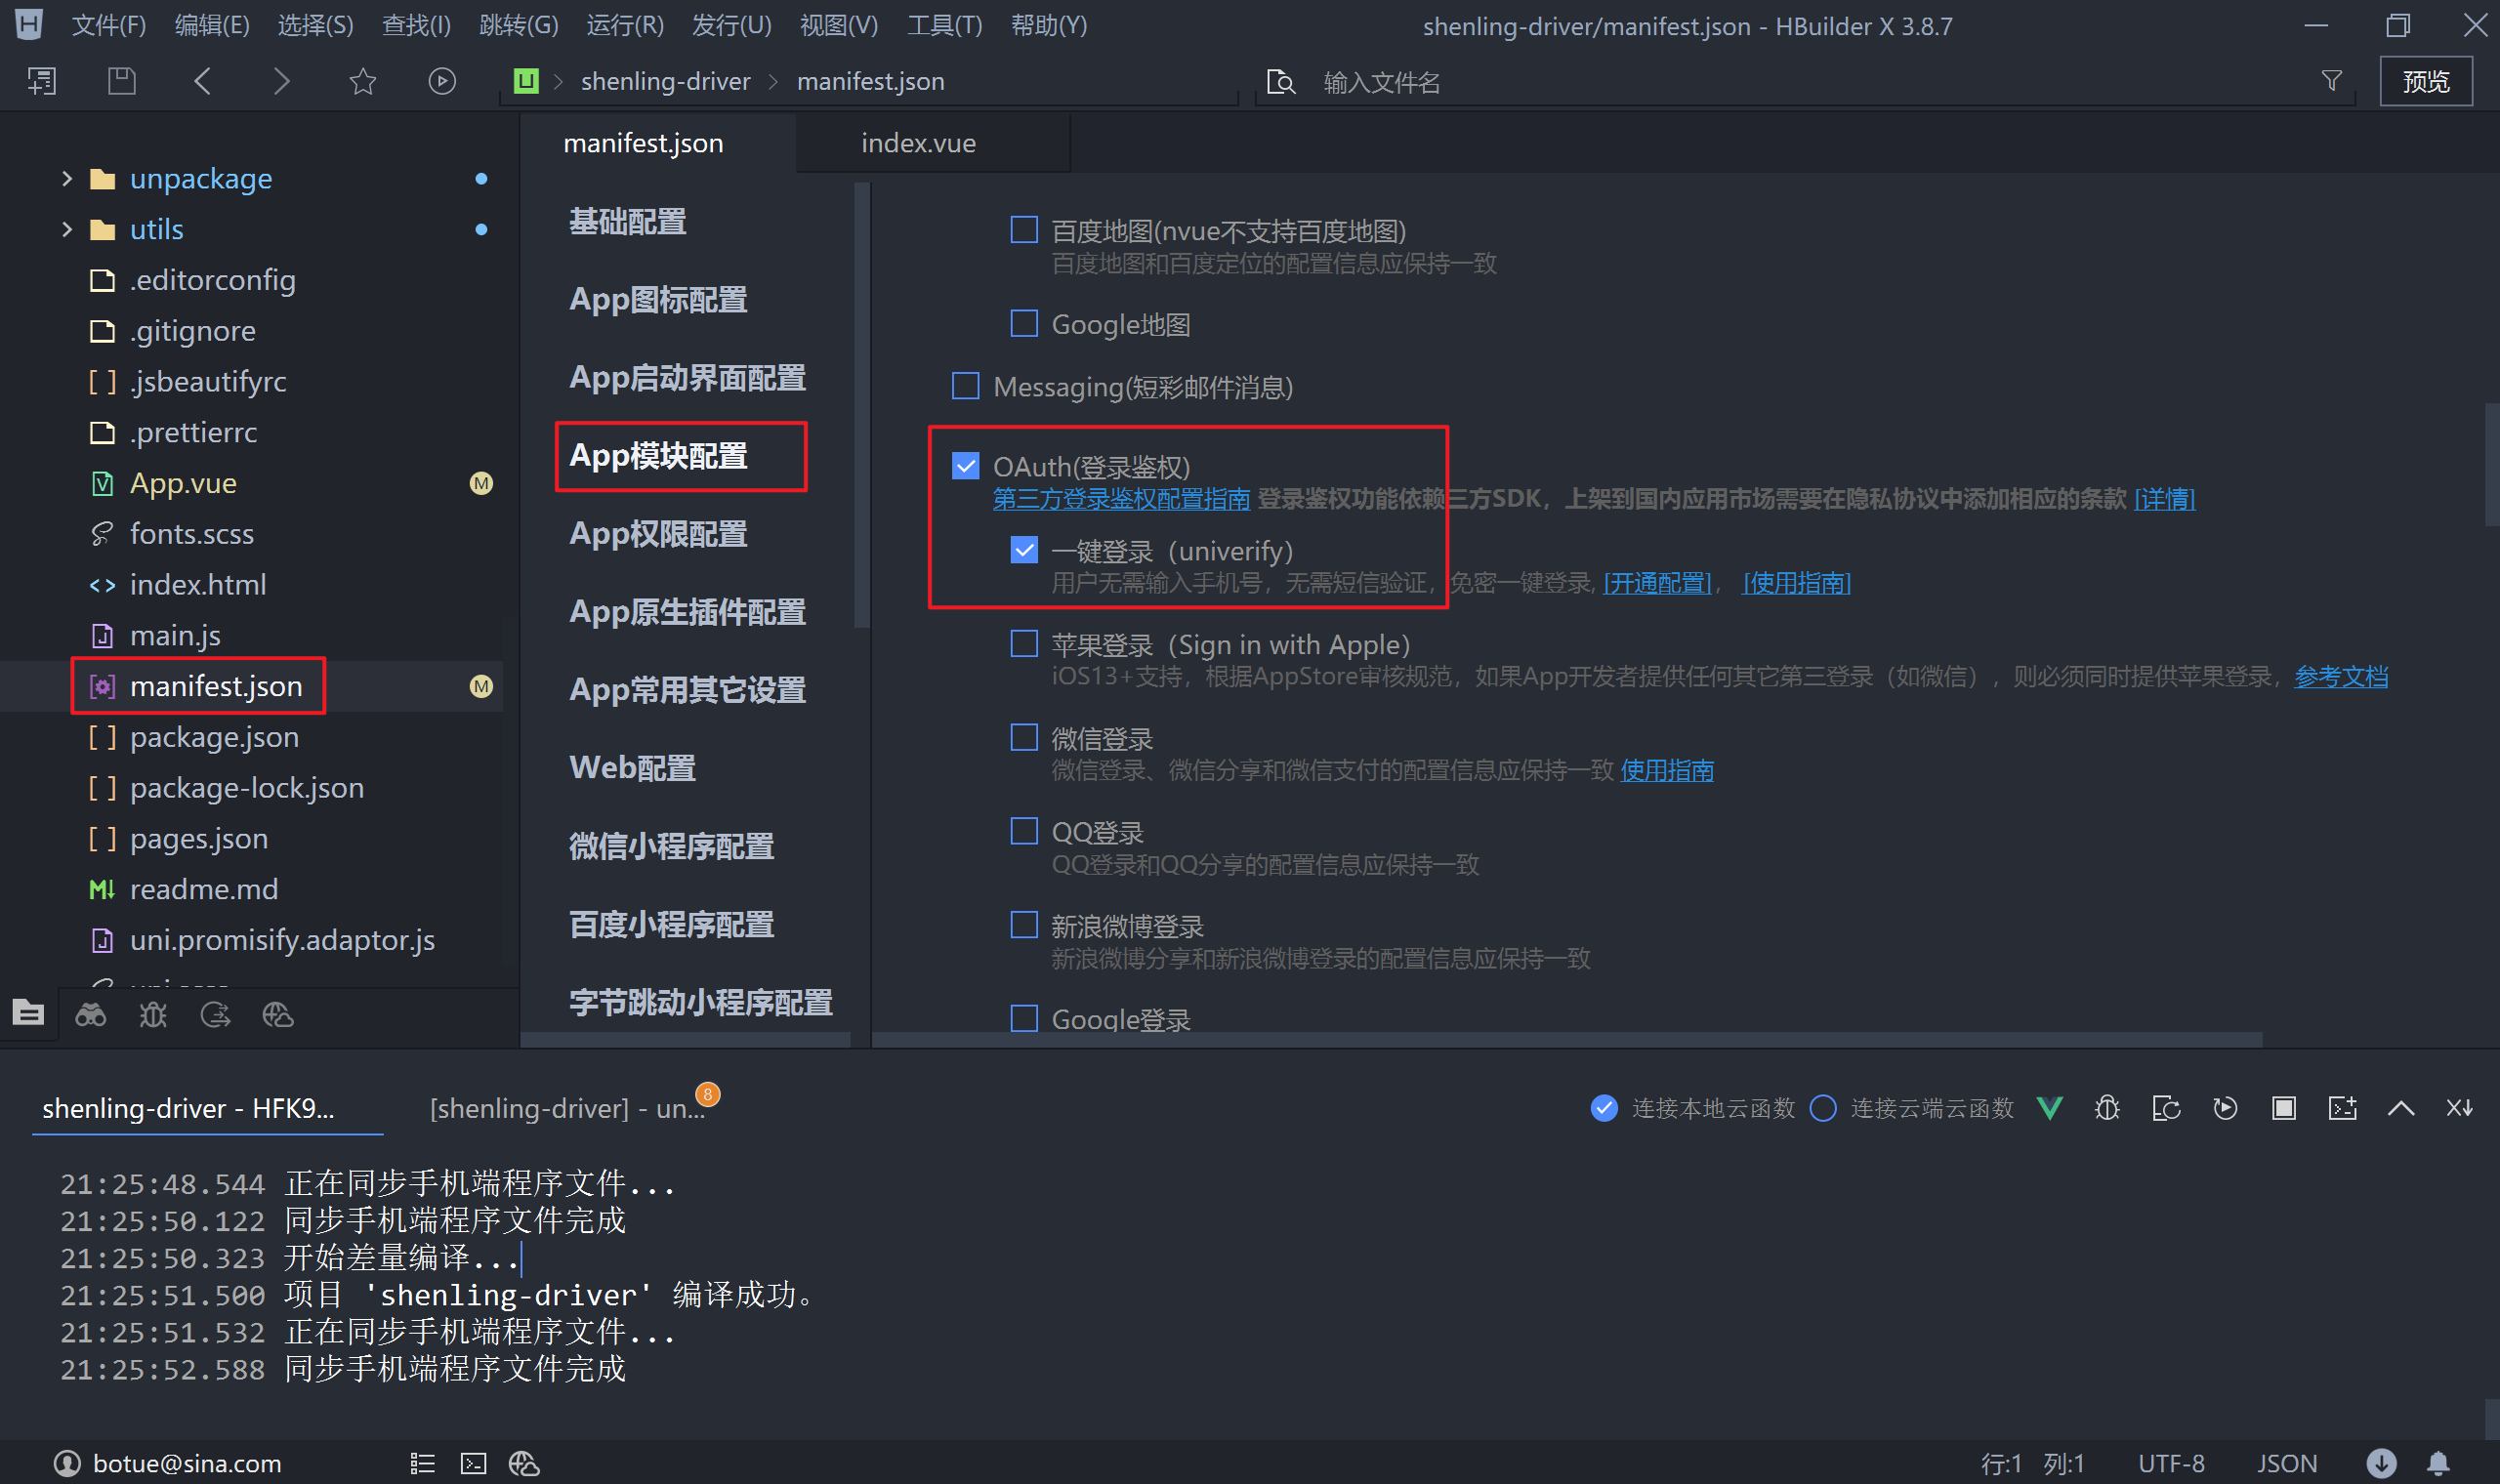 文件(F) 编辑(E) 选择(S) 查找(I) 跳转(G) 运行(R) 发行(U) 视图(V) 工具(T) 帮助(Y)
shenling-driver/manifest.json - HBuilder X 3.8.7
shenling-driver
manifest.json
输入文件名
预览
unpackage
utils
.editorconfig
.gitignore
.jsbeautifyrc
.prettierrc
App.vue M
fonts.scss
index.html
main.js
manifest.json M
package.json
package-lock.json
pages.json
readme.md
uni.promisify.adaptor.js
manifest.json
index.vue
基础配置
App图标配置
App启动界面配置
App模块配置
App权限配置
App原生插件配置
App常用其它设置
Web配置
微信小程序配置
百度小程序配置
字节跳动小程序配置
百度地图(nvue不支持百度地图)
百度地图和百度定位的配置信息应保持一致
Google地图
Messaging(短彩邮件消息)
OAuth(登录鉴权)
第三方登录鉴权配置指南 登录鉴权功能依赖三方SDK，上架到国内应用市场需要在隐私协议中添加相应的条款 [详情]
一键登录（univerify）
用户无需输入手机号，无需短信验证，免密一键登录, [开通配置]， [使用指南]
苹果登录（Sign in with Apple）
iOS13+支持，根据AppStore审核规范，如果App开发者提供任何其它第三登录（如微信），则必须同时提供苹果登录，参考文档
微信登录
微信登录、微信分享和微信支付的配置信息应保持一致 使用指南
QQ登录
QQ登录和QQ分享的配置信息应保持一致
新浪微博登录
新浪微博分享和新浪微博登录的配置信息应保持一致
Google登录
shenling-driver - HFK9...
[shenling-driver] - un...
8
连接本地云函数
连接云端云函数
21:25:48.544 正在同步手机端程序文件...
21:25:50.122 同步手机端程序文件完成
21:25:50.323 开始差量编译...
21:25:51.500 项目 'shenling-driver' 编译成功。
21:25:51.532 正在同步手机端程序文件...
21:25:52.588 同步手机端程序文件完成
botue@sina.com
行:1 列:1
UTF-8
JSON